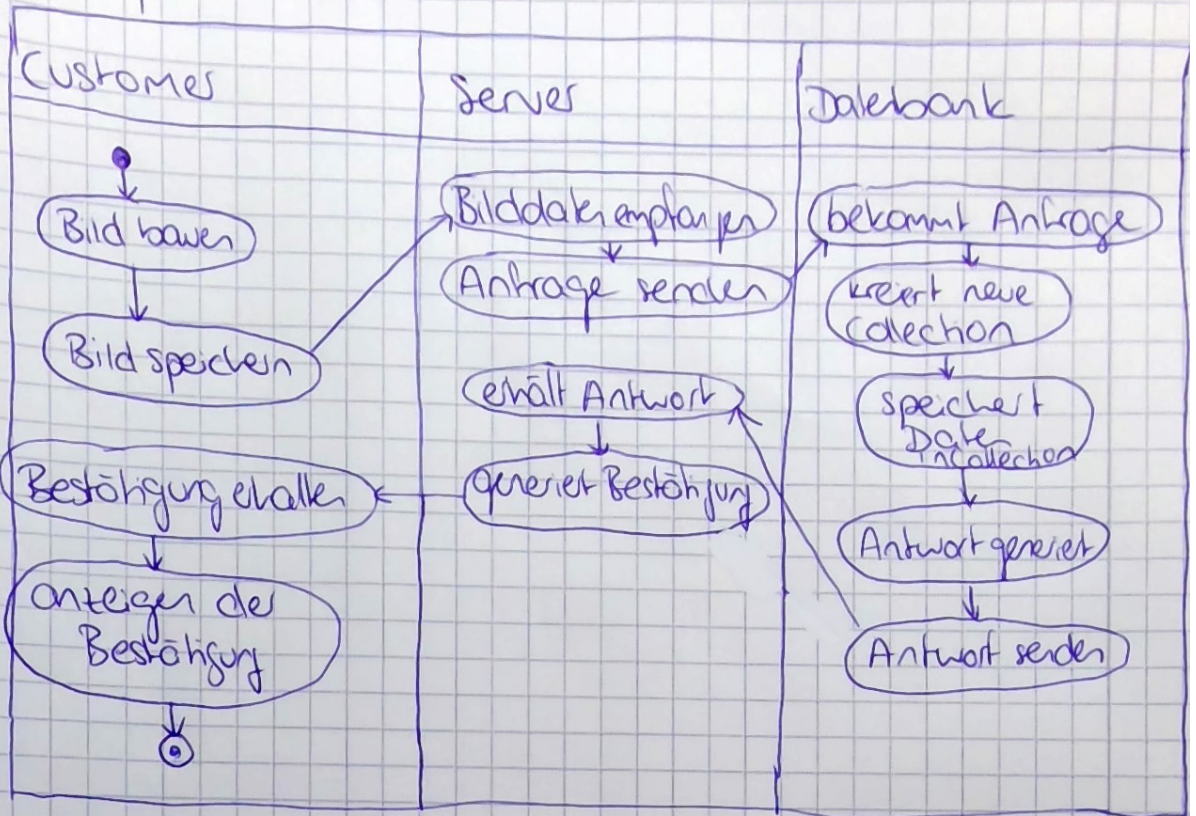 Customer
Server
Datenbank
Bild bauen
Bild speichern
Bilddaten empfangen
Anfrage senden
bekommt Anfrage
kreiert neue
Colection
speichert
Daten
in Collection
Antwort generiert
Antwort senden
erhält Antwort
generiert Bestätigung
Bestätigung erhalten
anzeigen der
Bestätigung